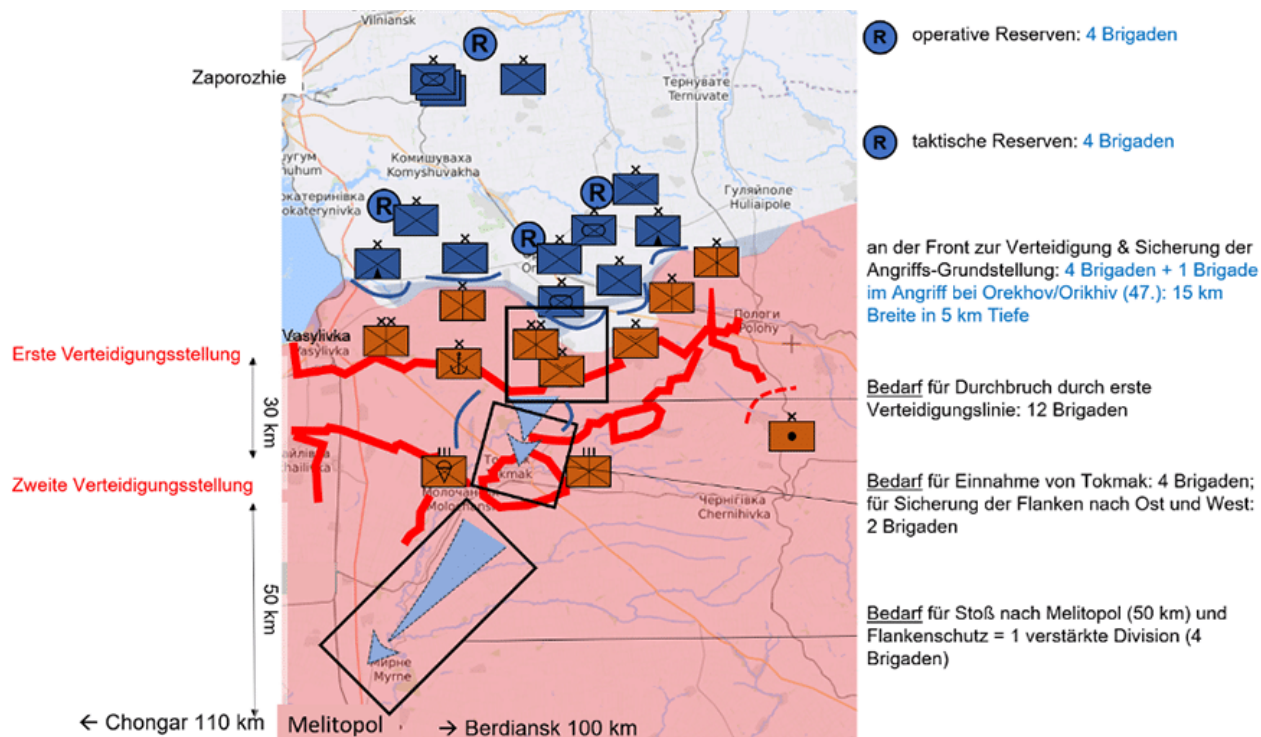 Вільнянськ
Vilniansk
R
operative Reserven: 4 Brigaden
R
Zaporozhie
Тернувате
Ternuvate
R
taktische Reserven: 4 Brigaden
Комишуваха
Komyshuvakha
Гуляйполе
Huliaipole
R
R
R
an der Front zur Verteidigung & Sicherung der
Angriffs-Grundstellung: 4 Brigaden + 1 Brigade
im Angriff bei Orekhov/Orikhiv (47.): 15 km
Breite in 5 km Tiefe
Пологи
Polohy
Vasylivka
Vasylivka
Erste Verteidigungsstellung
30 km
Bedarf für Durchbruch durch erste
Verteidigungslinie: 12 Brigaden
Tokmak
Zweite Verteidigungsstellung
Молочанськ
Molochansk
Чернігівка
Chernihivka
Bedarf für Einnahme von Tokmak: 4 Brigaden;
für Sicherung der Flanken nach Ost und West:
2 Brigaden
50 km
Bedarf für Stoß nach Melitopol (50 km) und
Flankenschutz = 1 verstärkte Division (4
Brigaden)
Мирне
Myrne
← Chongar 110 km
Melitopol
→ Berdiansk 100 km